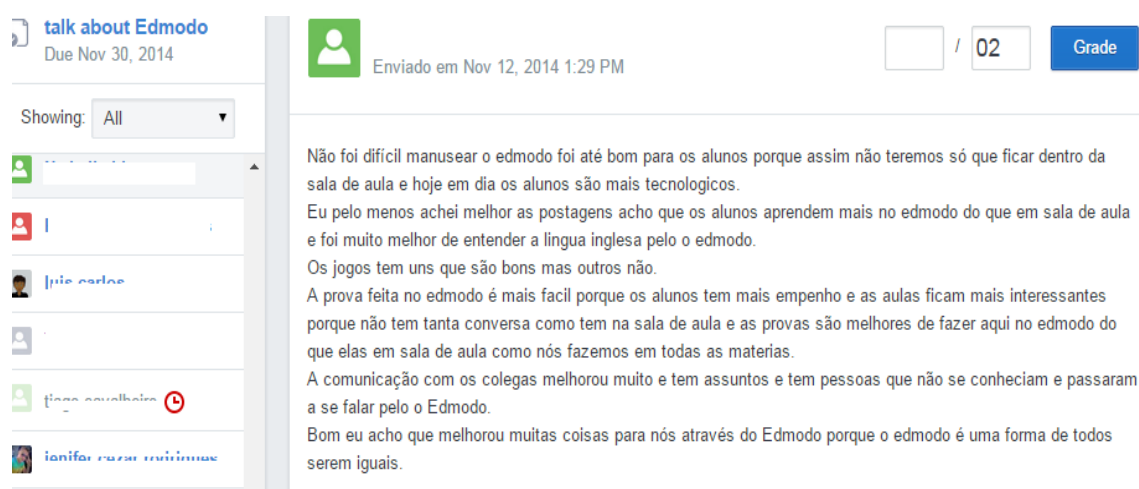 talk about Edmodo
Due Nov 30, 2014
Showing: All
luis carlos
jenifer cezar rodrigues
Enviado em Nov 12, 2014 1:29 PM
/ 02
Grade
Não foi difícil manusear o edmodo foi até bom para os alunos porque assim não teremos só que ficar dentro da
sala de aula e hoje em dia os alunos são mais tecnologicos.
Eu pelo menos achei melhor as postagens acho que os alunos aprendem mais no edmodo do que em sala de aula
e foi muito melhor de entender a lingua inglesa pelo o edmodo.
Os jogos tem uns que são bons mas outros não.
A prova feita no edmodo é mais facil porque os alunos tem mais empenho e as aulas ficam mais interessantes
porque não tem tanta conversa como tem na sala de aula e as provas são melhores de fazer aqui no edmodo do
que elas em sala de aula como nós fazemos em todas as materias.
A comunicação com os colegas melhorou muito e tem assuntos e tem pessoas que não se conheciam e passaram
a se falar pelo o Edmodo.
Bom eu acho que melhorou muitas coisas para nós através do Edmodo porque o edmodo é uma forma de todos
serem iguais.